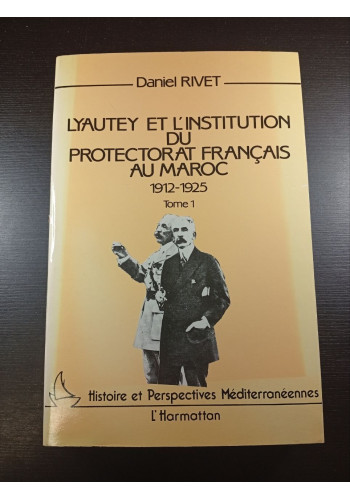 Daniel RIVET
LYAUTEY ET L'INSTITUTION
DU
PROTECTORAT FRANÇAIS
AU MAROC
1912-1925
Tome 1
Histoire et Perspectives Méditerranéennes
L'Harmattan